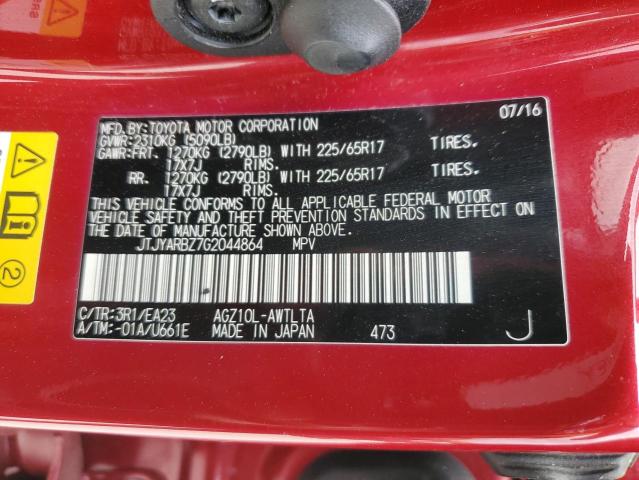 07/16
MFD.BY:TOYOTA MOTOR CORPORATION
GVWR:2310KG (5090LB)
GAWR:FRT. 1270KG (2790LB) WITH 225/65R17 TIRES.
17X7J RIMS.
RR. 1270KG (2790LB) WITH 225/65R17 TIRES.
17X7J RIMS.
THIS VEHICLE CONFORMS TO ALL APPLICABLE FEDERAL MOTOR
VEHICLE SAFETY AND THEFT PREVENTION STANDARDS IN EFFECT ON
THE DATE OF MANUFACTURE SHOWN ABOVE.
JTJYARBZ7G2044864 MPV
C/TR:3R1/EA23 AGZ10L-AWTLTA
A/TM:-01A/U661E MADE IN JAPAN 473 J
2